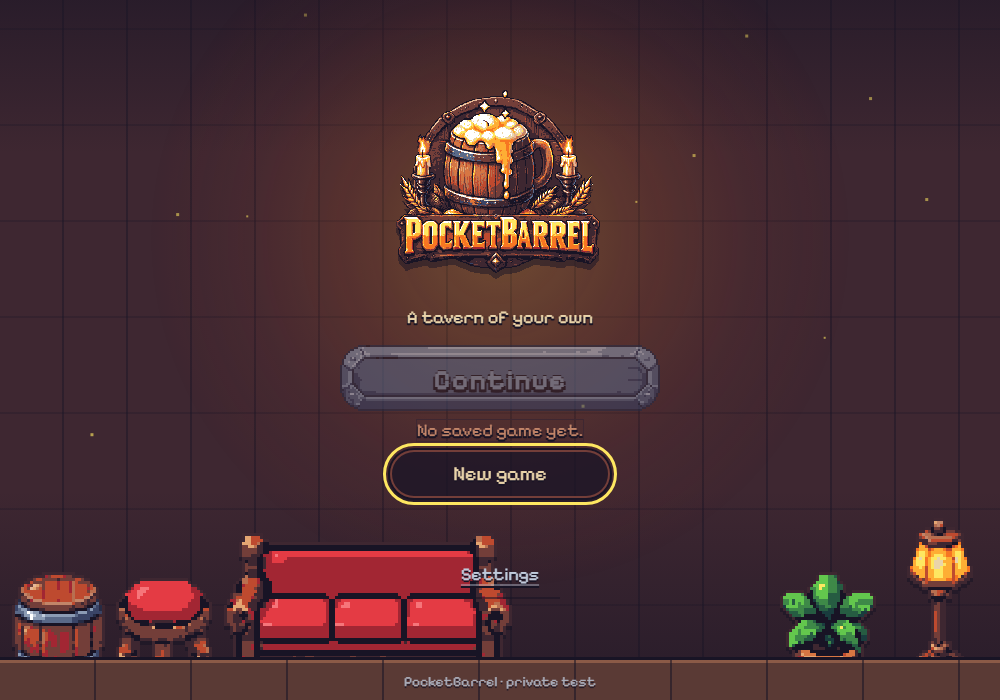 PocketBarrel
A tavern of your own
Continue
No saved game yet.
New game
Settings
PocketBarrel · private test